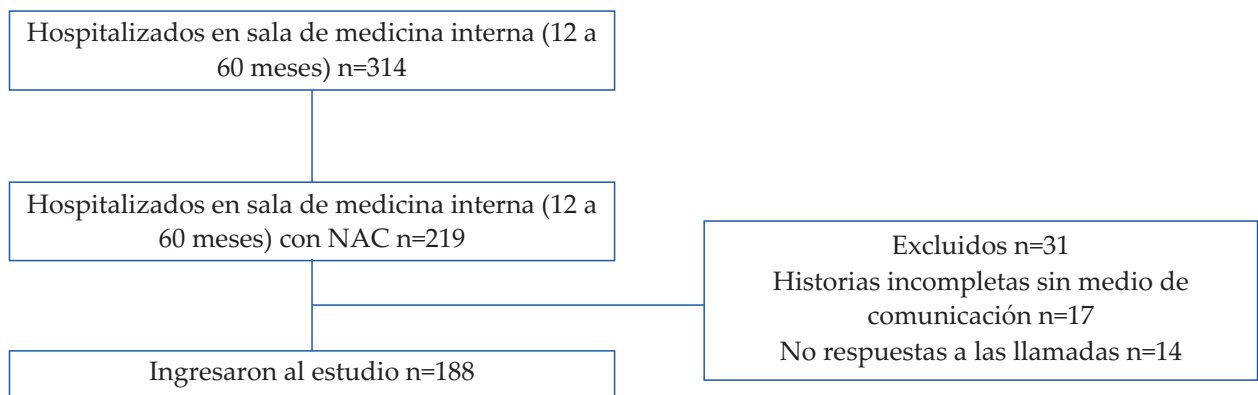 Hospitalizados en sala de medicina interna (12 a
60 meses) n=314
Hospitalizados en sala de medicina interna (12 a
60 meses) con NAC n=219
Excluidos n=31
Historias incompletas sin medio de
comunicación n=17
No respuestas a las llamadas n=14
Ingresaron al estudio n=188